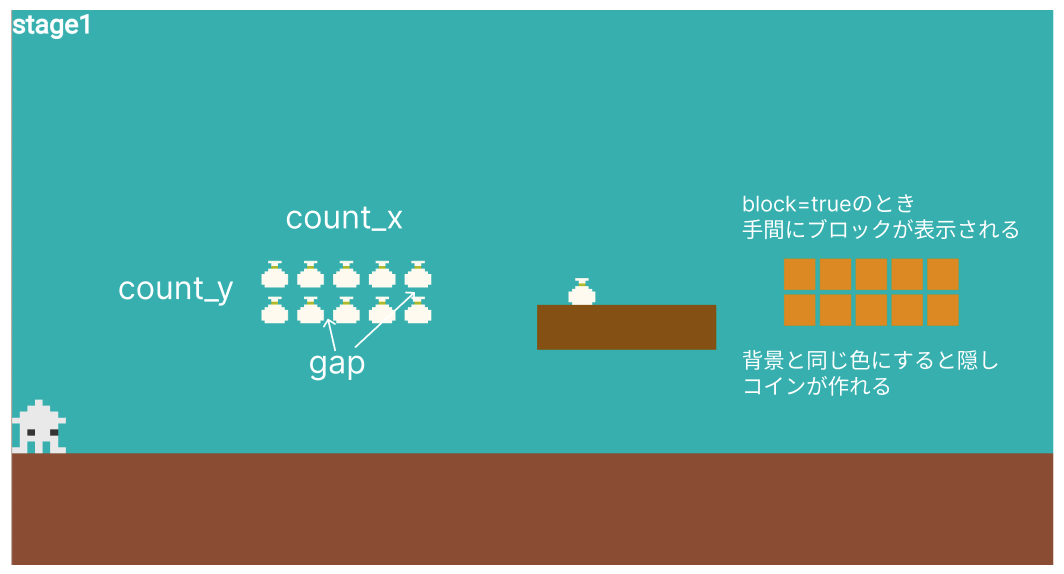 stage1
count_x
count_y
gap
block=trueのとき
手間にブロックが表示される
背景と同じ色にすると隠し
コインが作れる